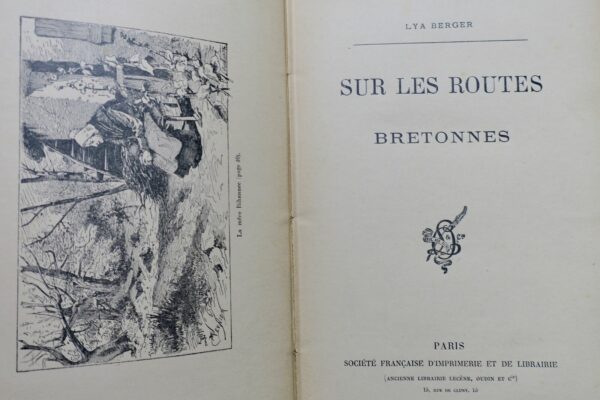 La mère Féhaunée (page 89).
LYA BERGER
SUR LES ROUTES
BRETONNES
PARIS
SOCIÉTÉ FRANÇAISE D'IMPRIMERIE ET DE LIBRAIRIE
(ANCIENNE LIBRAIRIE LECÈNE, OUDIN ET Cie)
15, RUE DE CLUNY, 15